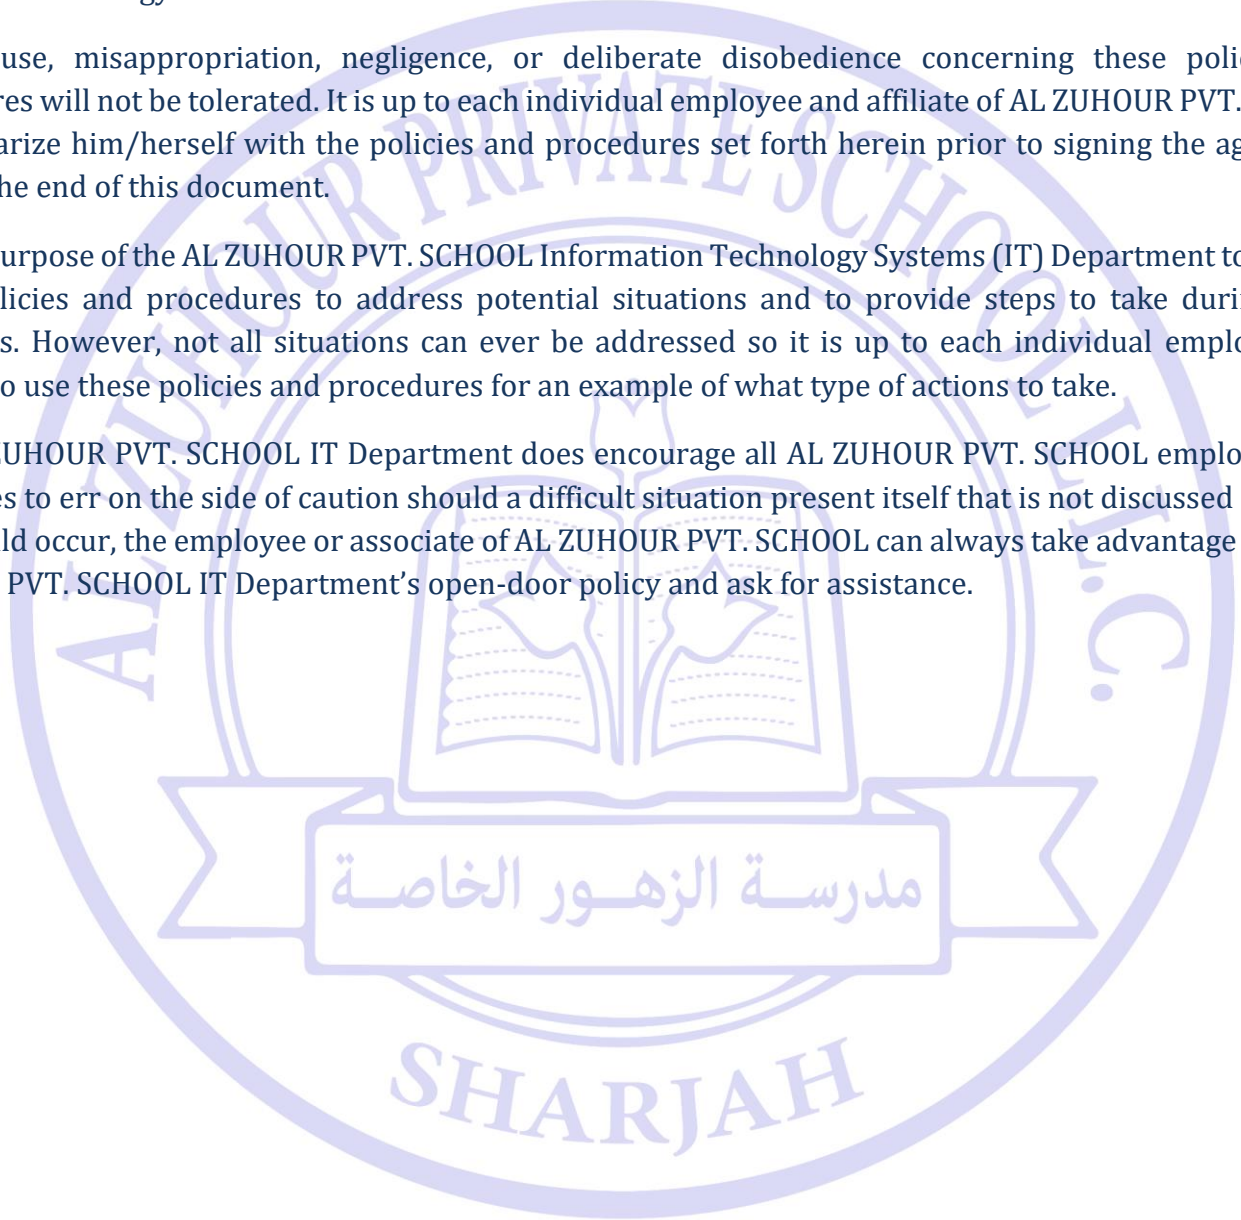 use, misappropriation, negligence, or deliberate disobedience concerning these polic
res will not be tolerated. It is up to each individual employee and affiliate of AL ZUHOUR PVT.
arize him/herself with the policies and procedures set forth herein prior to signing the ag
he end of this document.
urpose of the AL ZUHOUR PVT. SCHOOL Information Technology Systems (IT) Department to
licies and procedures to address potential situations and to provide steps to take duri
s. However, not all situations can ever be addressed so it is up to each individual emplo
o use these policies and procedures for an example of what type of actions to take.
ZUHOUR PVT. SCHOOL IT Department does encourage all AL ZUHOUR PVT. SCHOOL emplo
es to err on the side of caution should a difficult situation present itself that is not discussed
ld occur, the employee or associate of AL ZUHOUR PVT. SCHOOL can always take advantage
PVT. SCHOOL IT Department’s open-door policy and ask for assistance.
AL ZUHOUR PRIVATE SCHOOL L.L.C.
مدرســة الزهــور الخاصــة
SHARJAH